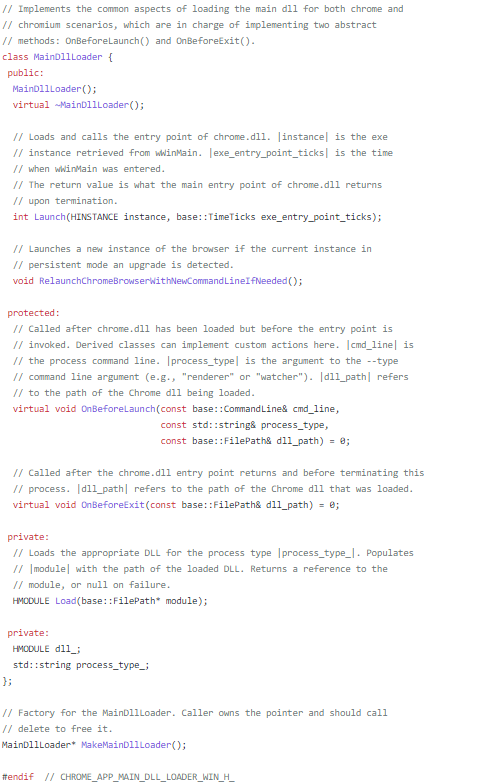 // Implements the common aspects of loading the main dll for both chrome and
// chromium scenarios, which are in charge of implementing two abstract
// methods: OnBeforeLaunch() and OnBeforeExit().
class MainDllLoader {
 public:
  MainDllLoader();
  virtual ~MainDllLoader();

  // Loads and calls the entry point of chrome.dll. |instance| is the exe
  // instance retrieved from wWinMain. |exe_entry_point_ticks| is the time
  // when wWinMain was entered.
  // The return value is what the main entry point of chrome.dll returns
  // upon termination.
  int Launch(HINSTANCE instance, base::TimeTicks exe_entry_point_ticks);

  // Launches a new instance of the browser if the current instance in
  // persistent mode an upgrade is detected.
  void RelaunchChromeBrowserWithNewCommandLineIfNeeded();

 protected:
  // Called after chrome.dll has been loaded but before the entry point is
  // invoked. Derived classes can implement custom actions here. |cmd_line| is
  // the process command line. |process_type| is the argument to the --type
  // command line argument (e.g., "renderer" or "watcher"). |dll_path| refers
  // to the path of the Chrome dll being loaded.
  virtual void OnBeforeLaunch(const base::CommandLine& cmd_line,
                              const std::string& process_type,
                              const base::FilePath& dll_path) = 0;

  // Called after the chrome.dll entry point returns and before terminating this
  // process. |dll_path| refers to the path of the Chrome dll that was loaded.
  virtual void OnBeforeExit(const base::FilePath& dll_path) = 0;

 private:
  // Loads the appropriate DLL for the process type |process_type_|. Populates
  // |module| with the path of the loaded DLL. Returns a reference to the
  // module, or null on failure.
  HMODULE Load(base::FilePath* module);

 private:
  HMODULE dll_;
  std::string process_type_;
};

// Factory for the MainDllLoader. Caller owns the pointer and should call
// delete to free it.
MainDllLoader* MakeMainDllLoader();

#endif  // CHROME_APP_MAIN_DLL_LOADER_WIN_H_